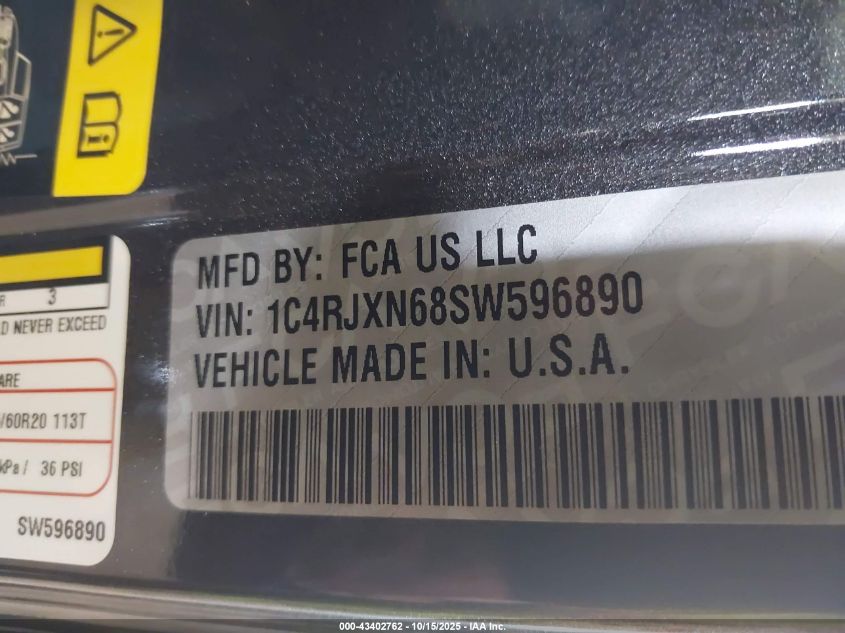 MFD BY: FCA US LLC
VIN: 1C4RJXN68SW596890
VEHICLE MADE IN: U.S.A.
3
NEVER EXCEED
/60R20 113T
kPa / 36 PSI
SW596890
000-43402762 - 10/15/2025 - IAA Inc.